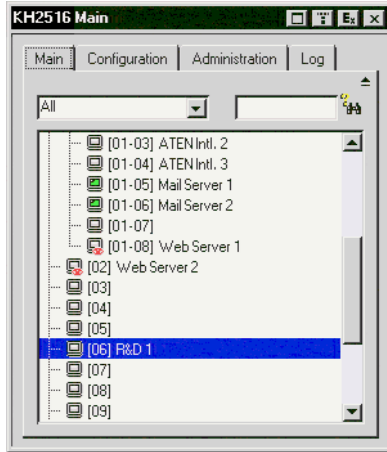 KH2516 Main
Main Configuration Administration Log
All
[01-03] ATEN Intl. 2
[01-04] ATEN Intl. 3
[01-05] Mail Server 1
[01-06] Mail Server 2
[01-07]
[01-08] Web Server 1
[02] Web Server 2
[03]
[04]
[05]
[06] R&D 1
[07]
[08]
[09]